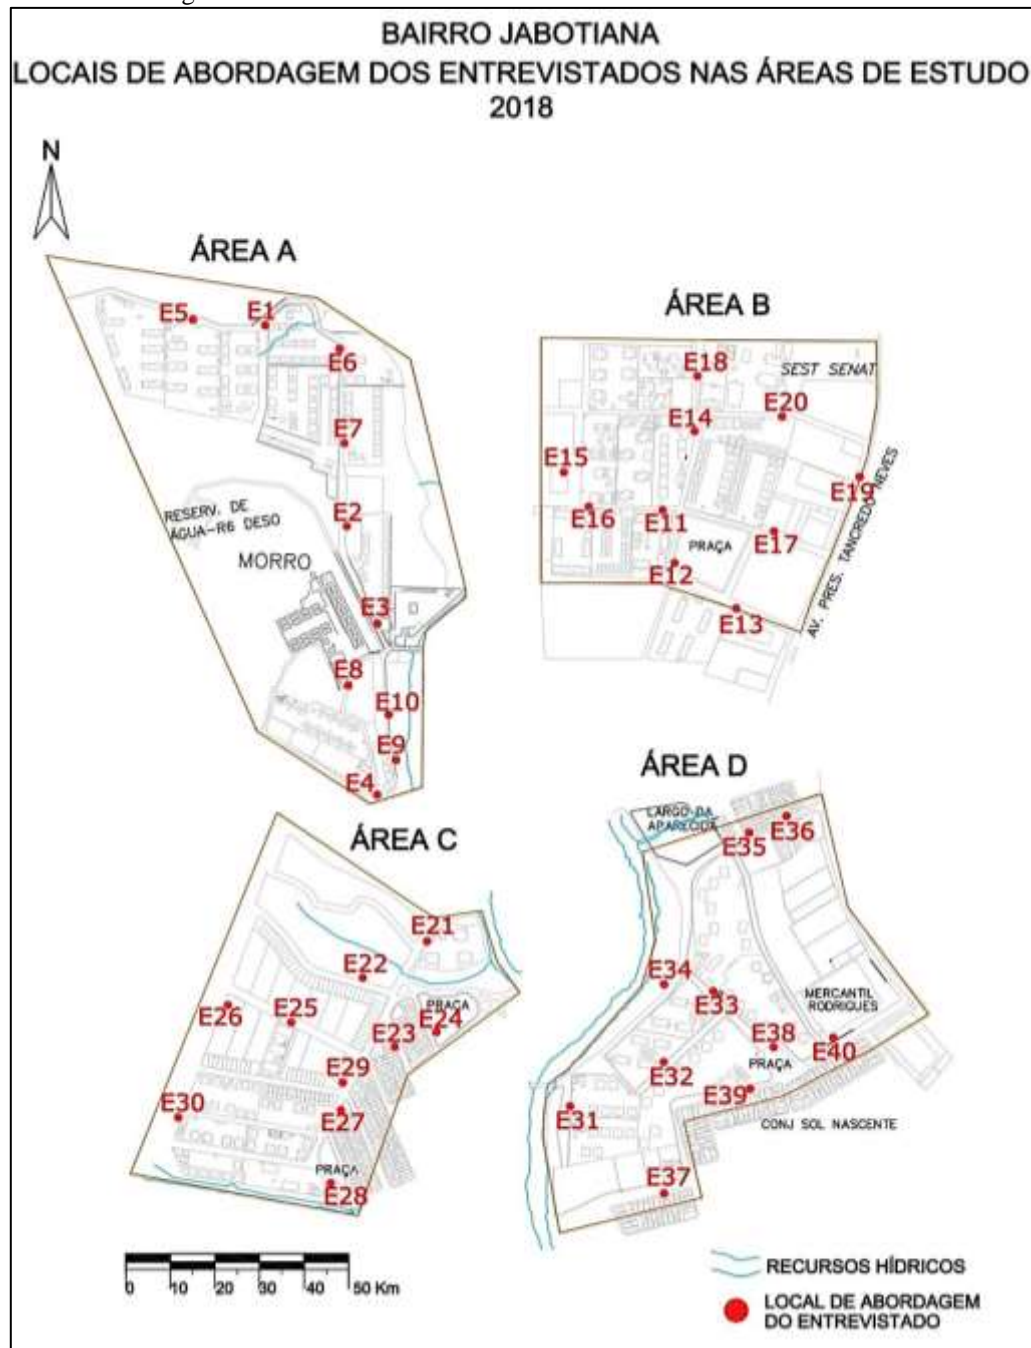 BAIRRO JABOTIANA
LOCAIS DE ABORDAGEM DOS ENTREVISTADOS NAS ÁREAS DE ESTUDO
2018
N
ÁREA A
E5
E1
E6
E7
RESERV. DE
ÁGUA-R6 DESO
E2
MORRO
E3
E8
E10
E9
E4
ÁREA B
E18
SEST SENAT
E20
E14
E15
E19
E16
E11
PRAÇA
E17
E12
E13
AV. PRES. TANCREDO NEVES
ÁREA C
E21
E22
PRAÇA
E26
E25
E23
E24
E29
E30
E27
PRAÇA
E28
ÁREA D
LARGO DA
APARECIDA
E36
E35
E34
E33
MERCANTIL
RODRIGUES
E38
E40
PRAÇA
E32
E39
E31
CONJ SOL NASCENTE
E37
0 10 20 30 40 50 Km
RECURSOS HÍDRICOS
LOCAL DE ABORDAGEM
DO ENTREVISTADO